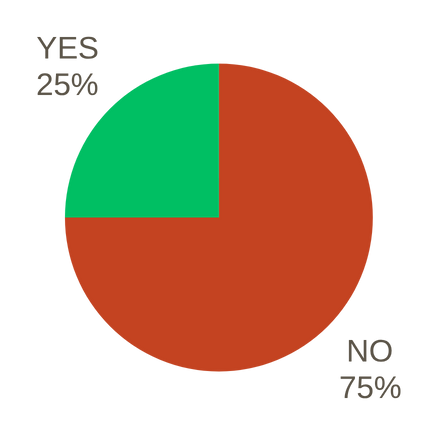 YES
25%
NO
75%